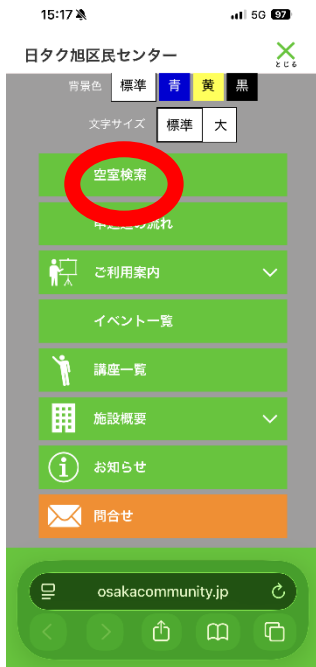 15:17
5G 97
日タク旭区民センター
とじる
背景色 標準 青 黄 黒
文字サイズ 標準 大
空室検索
の流れ
ご利用案内
イベント一覧
講座一覧
施設概要
お知らせ
問合せ
osakacommunity.jp